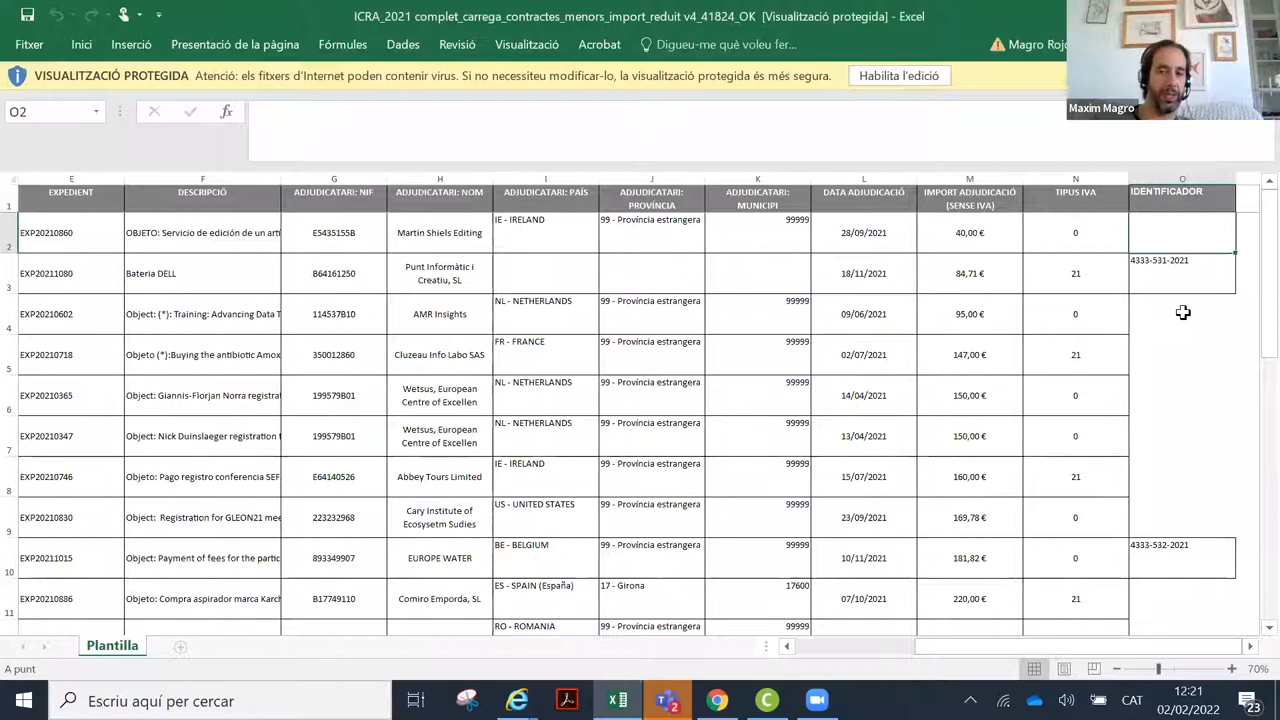 ICRA_2021 complet_carrega_contractes_menors_import_reduit v4_41824_OK [Visualització protegida] - Excel
Fitxer Inici Inserció Presentació de la pàgina Fórmules Dades Revisió Visualització Acrobat Digueu-me què voleu fer... Magro Roj
VISUALITZACIÓ PROTEGIDA Atenció: els fitxers d'Internet poden contenir virus. Si no necessiteu modificar-lo, la visualització protegida és més segura. Habilita l'edició
Maxim Magro
O2 fx
E F G H I J K L M N O
1 EXPEDIENT DESCRIPCIÓ ADJUDICATARI: NIF ADJUDICATARI: NOM ADJUDICATARI: PAÍS ADJUDICATARI: PROVÍNCIA ADJUDICATARI: MUNICIPI DATA ADJUDICACIÓ IMPORT ADJUDICACIÓ (SENSE IVA) TIPUS IVA IDENTIFICADOR
2 EXP20210860 OBJETO: Servicio de edición de un artí E5435155B Martin Shiels Editing IE - IRELAND 99 - Província estrangera 99999 28/09/2021 40,00 € 0
3 EXP20211080 Bateria DELL B64161250 Punt Informàtic i Creatiu, SL 18/11/2021 84,71 € 21 4333-531-2021
4 EXP20210602 Object: (*): Training: Advancing Data T 114537B10 AMR Insights NL - NETHERLANDS 99 - Província estrangera 99999 09/06/2021 95,00 € 0
5 EXP20210718 Objeto (*):Buying the antibiotic Amox 350012860 Cluzeau Info Labo SAS FR - FRANCE 99 - Província estrangera 99999 02/07/2021 147,00 € 21
6 EXP20210365 Object: Giannis-Florjan Norra registrat 199579B01 Wetsus, European Centre of Excellen NL - NETHERLANDS 99 - Província estrangera 99999 14/04/2021 150,00 € 0
7 EXP20210347 Object: Nick Duinslaeger registration f 199579B01 Wetsus, European Centre of Excellen NL - NETHERLANDS 99 - Província estrangera 99999 13/04/2021 150,00 € 0
8 EXP20210746 Objeto: Pago registro conferencia SEF E64140526 Abbey Tours Limited IE - IRELAND 99 - Província estrangera 99999 15/07/2021 160,00 € 21
9 EXP20210830 Object: Registration for GLEON21 mee 223232968 Cary Institute of Ecosysetm Sudies US - UNITED STATES 99 - Província estrangera 99999 23/09/2021 169,78 € 0
10 EXP20211015 Object: Payment of fees for the partic 893349907 EUROPE WATER BE - BELGIUM 99 - Província estrangera 99999 10/11/2021 181,82 € 0 4333-532-2021
11 EXP20210886 Objeto: Compra aspirador marca Karch B17749110 Comiro Emporda, SL ES - SPAIN (España) 17 - Girona 17600 07/10/2021 220,00 € 21
RO - ROMANIA 99 - Província estrangera 99999
Plantilla
A punt 70%
Escriu aquí per cercar 2 CAT 12:21
02/02/2022 23